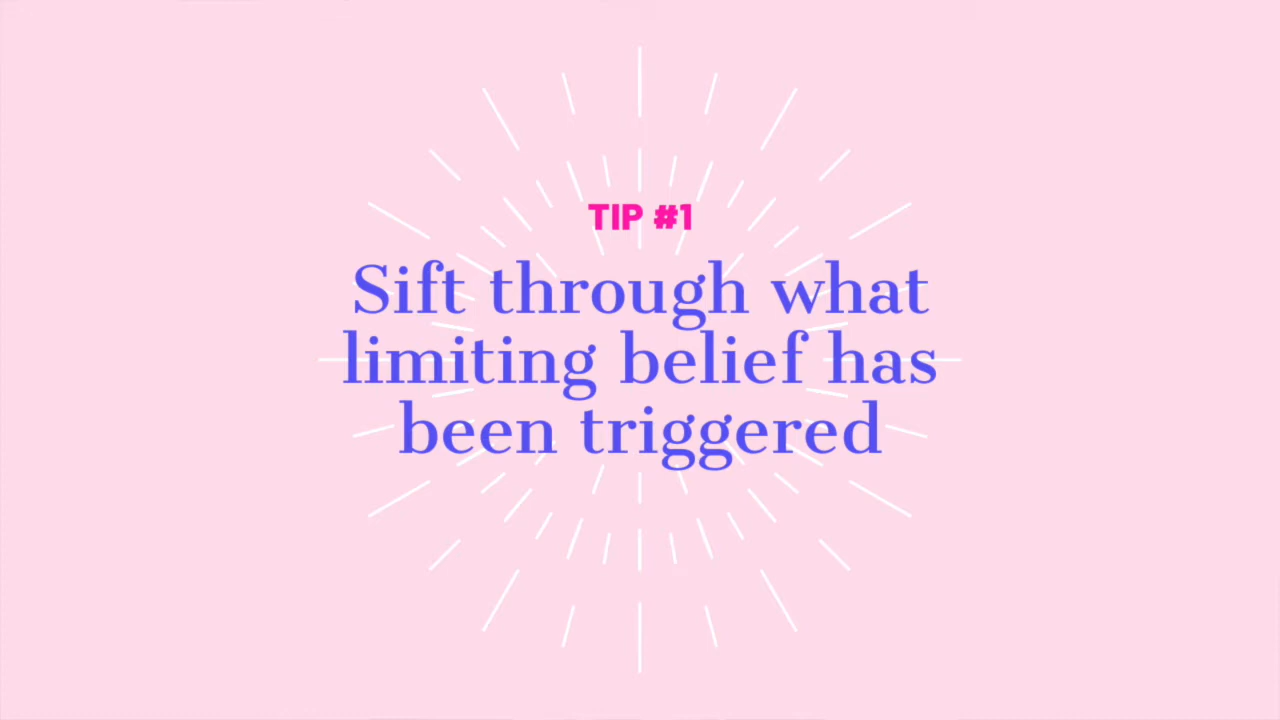 TIP #1
Sift through what
limiting belief has
been triggered